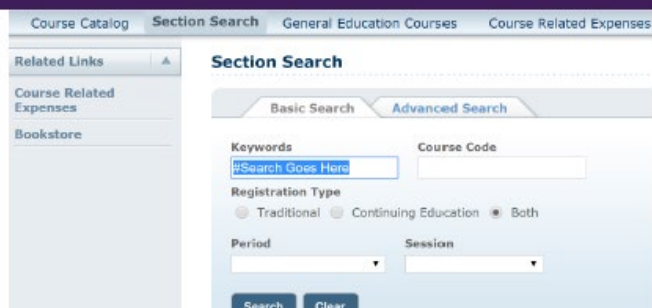 Course Catalog Section Search General Education Courses Course Related Expenses
Related Links
Course Related
Expenses
Bookstore
Section Search
Basic Search Advanced Search
Keywords Course Code
#Search Goes Here
Registration Type
Traditional Continuing Education Both
Period Session
Search Clear